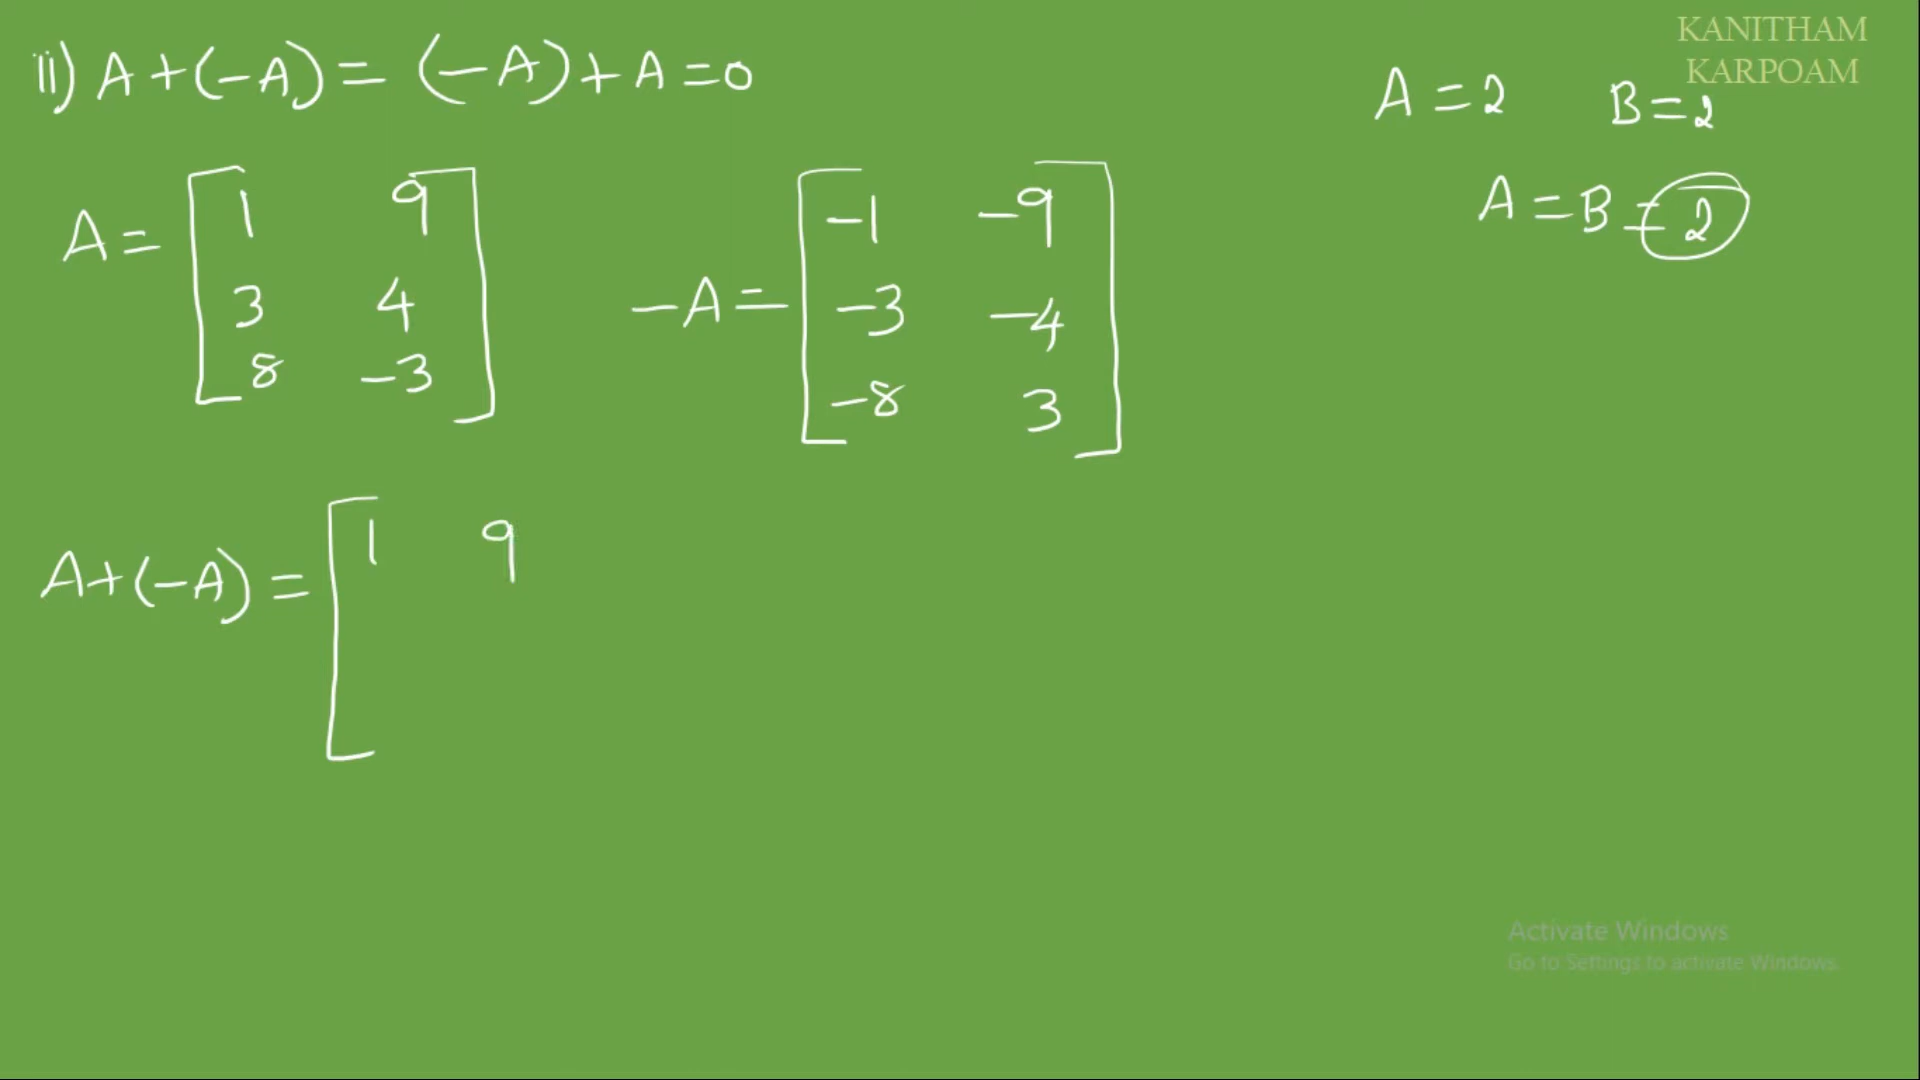 KANITHAM
KARPOAM
ii) A+(-A) = (-A)+A=0
A=2 B=2
A=B=2
A= [1 9
3 4
8 -3]
-A= [-1 -9
-3 -4
-8 3]
A+(-A) = [1 9
Activate Windows
Go to Settings to activate Windows.